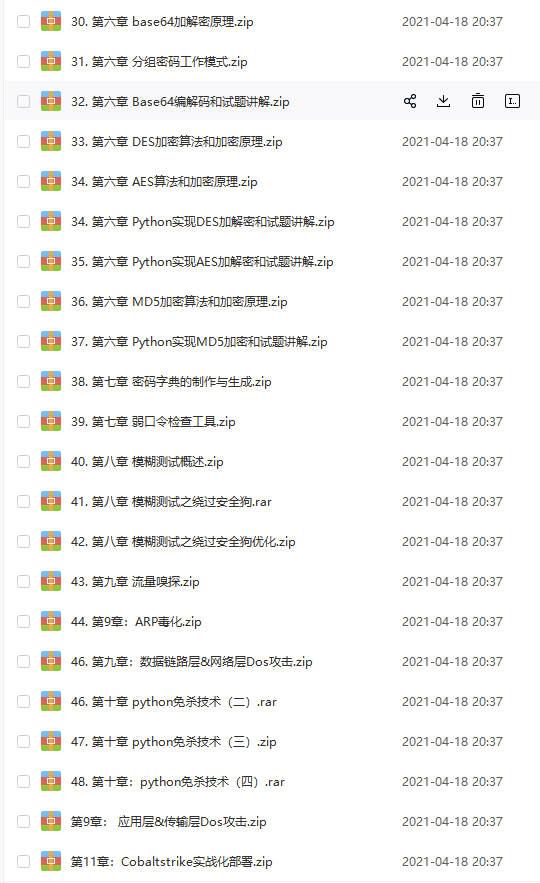 30. 第六章 base64加解密原理.zip 2021-04-18 20:37
31. 第六章 分组密码工作模式.zip 2021-04-18 20:37
32. 第六章 Base64编解码和试题讲解.zip 2021-04-18 20:37
33. 第六章 DES加密算法和加密原理.zip 2021-04-18 20:37
34. 第六章 AES算法和加密原理.zip 2021-04-18 20:37
34. 第六章 Python实现DES加解密和试题讲解.zip 2021-04-18 20:37
35. 第六章 Python实现AES加解密和试题讲解.zip 2021-04-18 20:37
36. 第六章 MD5加密算法和加密原理.zip 2021-04-18 20:37
37. 第六章 Python实现MD5加密和试题讲解.zip 2021-04-18 20:37
38. 第七章 密码字典的制作与生成.zip 2021-04-18 20:37
39. 第七章 弱口令检查工具.zip 2021-04-18 20:37
40. 第八章 模糊测试概述.zip 2021-04-18 20:37
41. 第八章 模糊测试之绕过安全狗.rar 2021-04-18 20:37
42. 第八章 模糊测试之绕过安全狗优化.zip 2021-04-18 20:37
43. 第九章 流量嗅探.zip 2021-04-18 20:37
44. 第9章：ARP毒化.zip 2021-04-18 20:37
46. 第九章：数据链路层&网络层Dos攻击.zip 2021-04-18 20:37
46. 第十章 python免杀技术（二）.rar 2021-04-18 20:37
47. 第十章 python免杀技术（三）.zip 2021-04-18 20:37
48. 第十章：python免杀技术（四）.rar 2021-04-18 20:37
第9章： 应用层&传输层Dos攻击.zip 2021-04-18 20:37
第11章：Cobaltstrike实战化部署.zip 2021-04-18 20:37